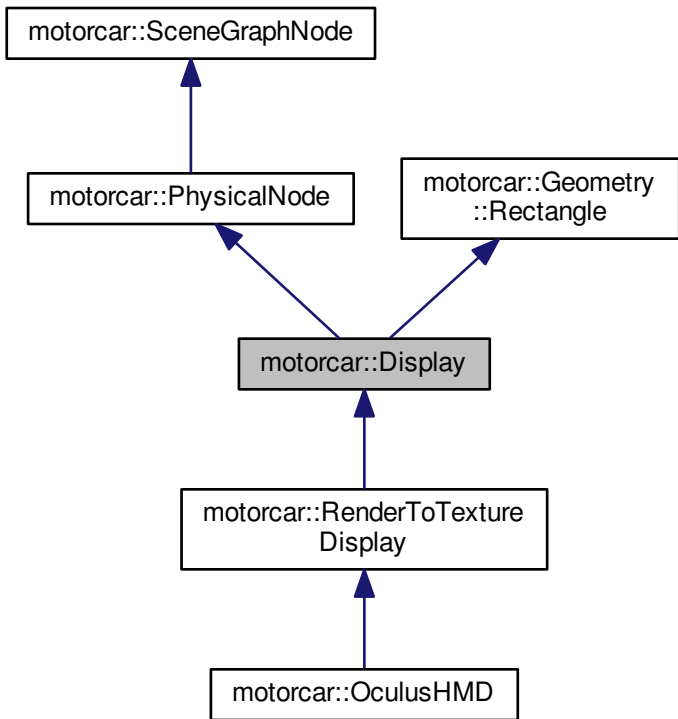 motorcar::SceneGraphNode
motorcar::PhysicalNode
motorcar::Geometry
::Rectangle
motorcar::Display
motorcar::RenderToTexture
Display
motorcar::OculusHMD